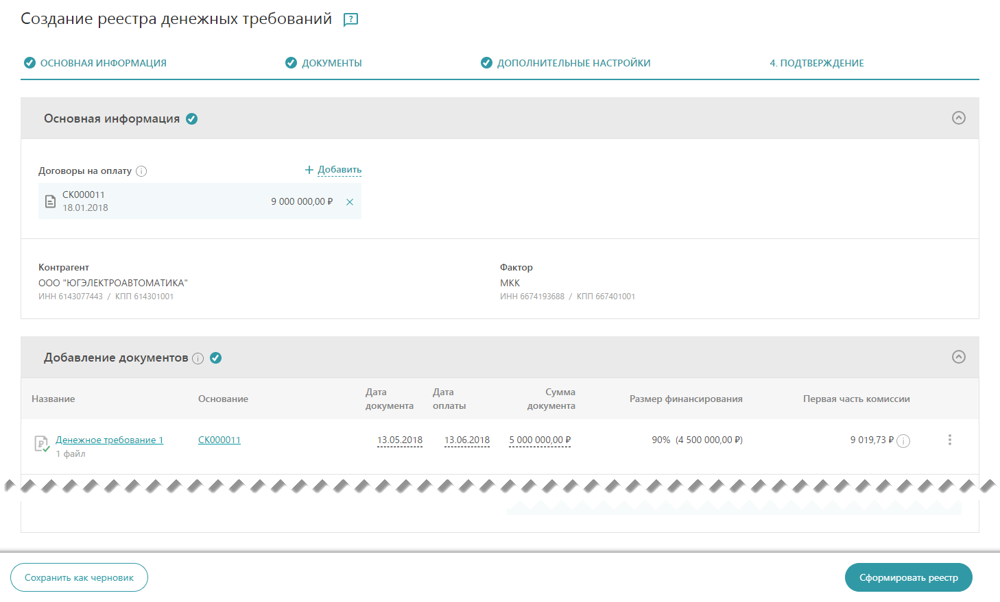 Создание реестра денежных требований
ОСНОВНАЯ ИНФОРМАЦИЯ
ДОКУМЕНТЫ
ДОПОЛНИТЕЛЬНЫЕ НАСТРОЙКИ
4. ПОДТВЕРЖДЕНИЕ
Основная информация
Договоры на оплату
+ Добавить
СК000011
18.01.2018
9 000 000,00 ₽
Контрагент
ООО "ЮГЭЛЕКТРОАВТОМАТИКА"
ИНН 6143077443 / КПП 614301001
Фактор
МКК
ИНН 6674193688 / КПП 667401001
Добавление документов
Название
Основание
Дата
документа
Дата
оплаты
Сумма
документа
Размер финансирования
Первая часть комиссии
Денежное требование 1
1 файл
СК000011
13.05.2018
13.06.2018
5 000 000,00 ₽
90% (4 500 000,00 ₽)
9 019,73 ₽
Сохранить как черновик
Сформировать реестр